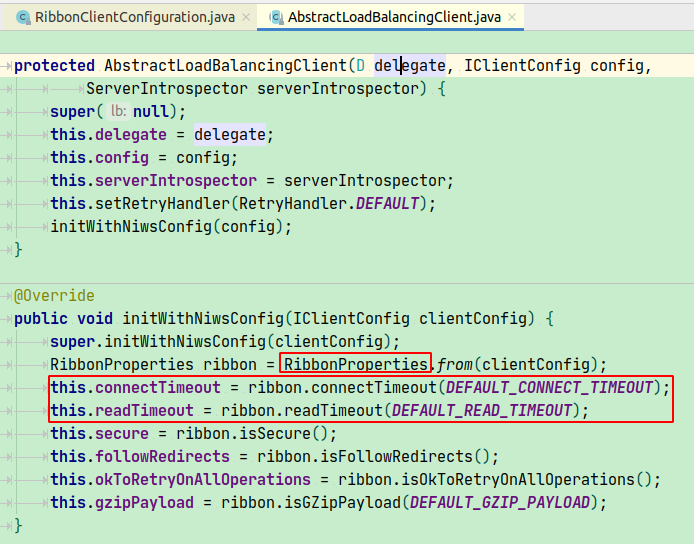 RibbonClientConfiguration.java × AbstractLoadBalancingClient.java ×
protected AbstractLoadBalancingClient(D delegate, IClientConfig config,
ServerIntrospector serverIntrospector) {
super( lb: null);
this.delegate = delegate;
this.config = config;
this.serverIntrospector = serverIntrospector;
this.setRetryHandler(RetryHandler.DEFAULT);
initWithNiwsConfig(config);
}
@Override
public void initWithNiwsConfig(IClientConfig clientConfig) {
super.initWithNiwsConfig(clientConfig);
RibbonProperties ribbon = RibbonProperties.from(clientConfig);
this.connectTimeout = ribbon.connectTimeout(DEFAULT_CONNECT_TIMEOUT);
this.readTimeout = ribbon.readTimeout(DEFAULT_READ_TIMEOUT);
this.secure = ribbon.isSecure();
this.followRedirects = ribbon.isFollowRedirects();
this.okToRetryOnAllOperations = ribbon.isOkToRetryOnAllOperations();
this.gzipPayload = ribbon.isGZipPayload(DEFAULT_GZIP_PAYLOAD);
}